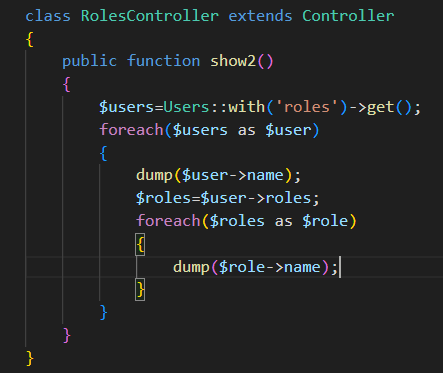 class RolesController extends Controller
{
    public function show2()
    {
        $users=Users::with('roles')->get();
        foreach($users as $user)
        {
            dump($user->name);
            $roles=$user->roles;
            foreach($roles as $role)
            {
                dump($role->name);
            }
        }
    }
}